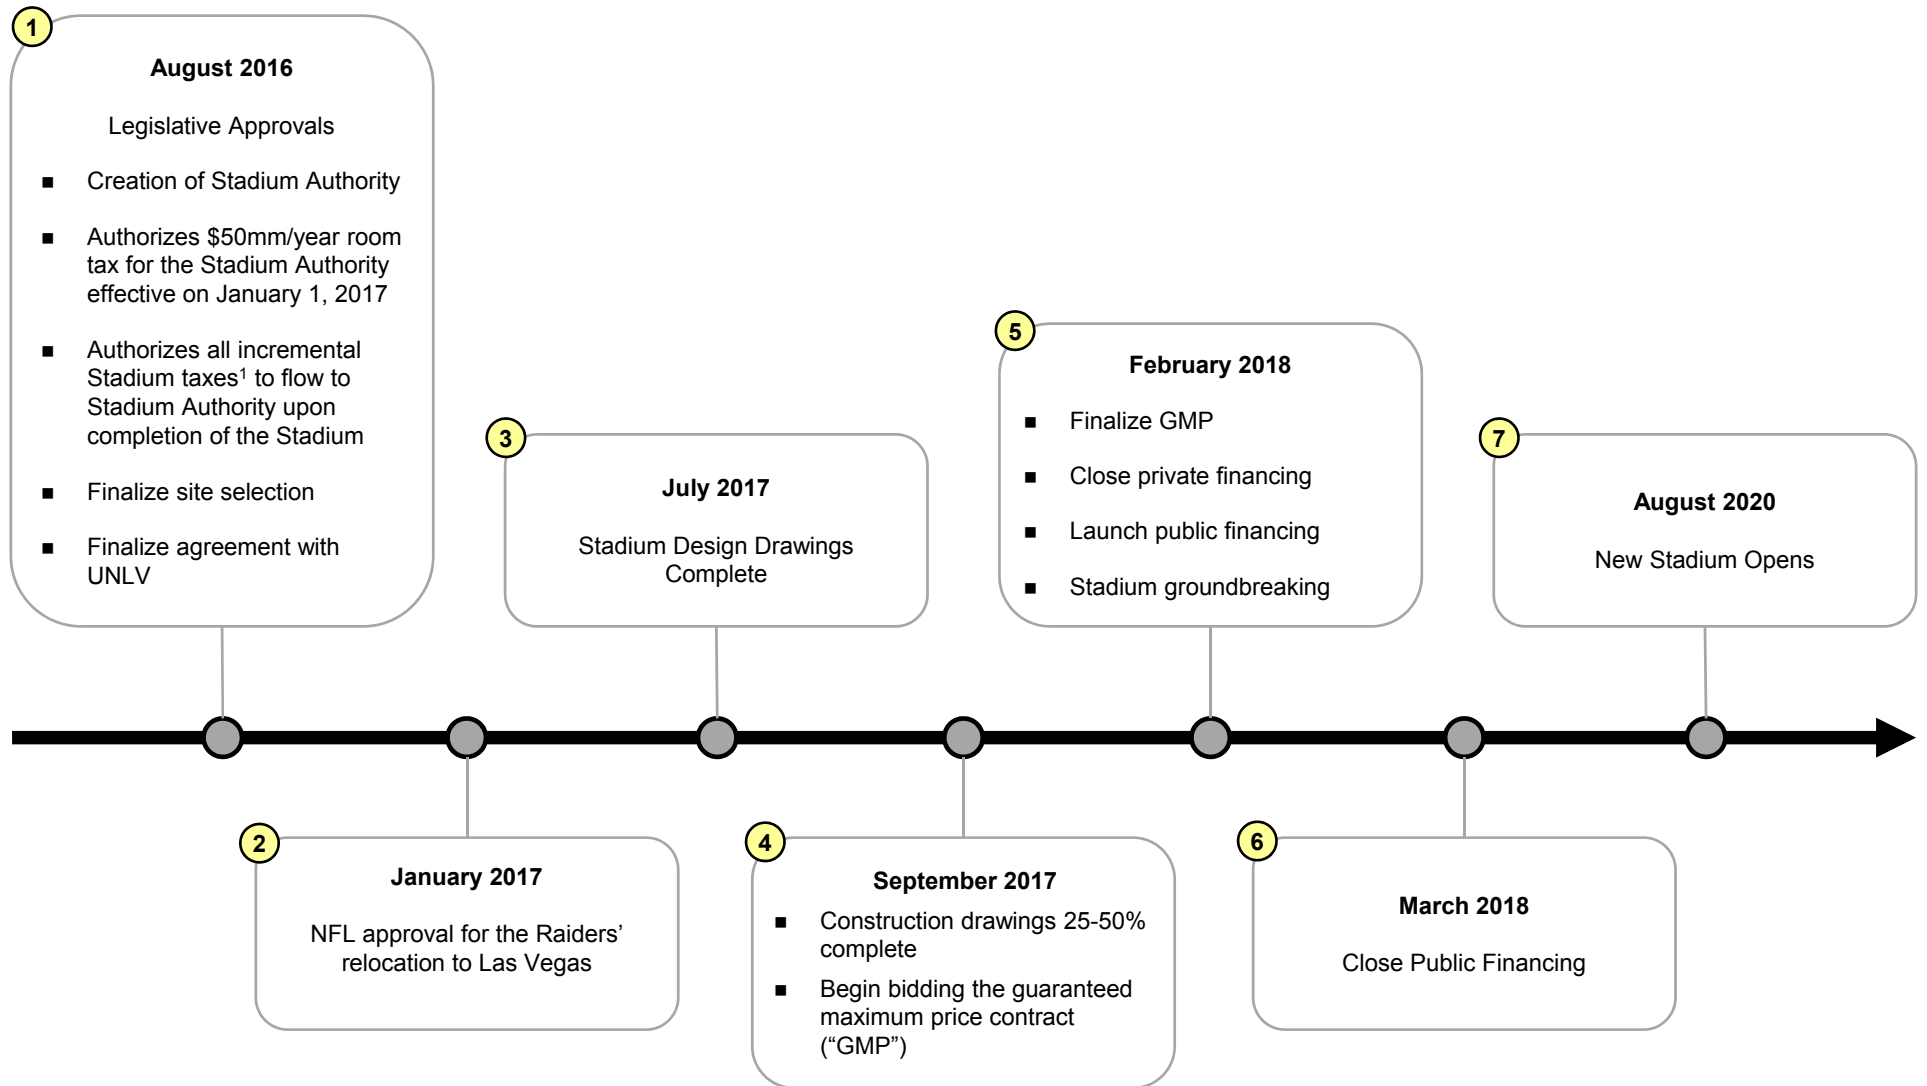 1
August 2016
Legislative Approvals
■ Creation of Stadium Authority
■ Authorizes $50mm/year room
tax for the Stadium Authority
effective on January 1, 2017
■ Authorizes all incremental
Stadium taxes¹ to flow to
Stadium Authority upon
completion of the Stadium
■ Finalize site selection
■ Finalize agreement with
UNLV
2
January 2017
NFL approval for the Raiders’
relocation to Las Vegas
3
July 2017
Stadium Design Drawings
Complete
4
September 2017
■ Construction drawings 25-50%
complete
■ Begin bidding the guaranteed
maximum price contract
(“GMP”)
5
February 2018
■ Finalize GMP
■ Close private financing
■ Launch public financing
■ Stadium groundbreaking
6
March 2018
Close Public Financing
7
August 2020
New Stadium Opens